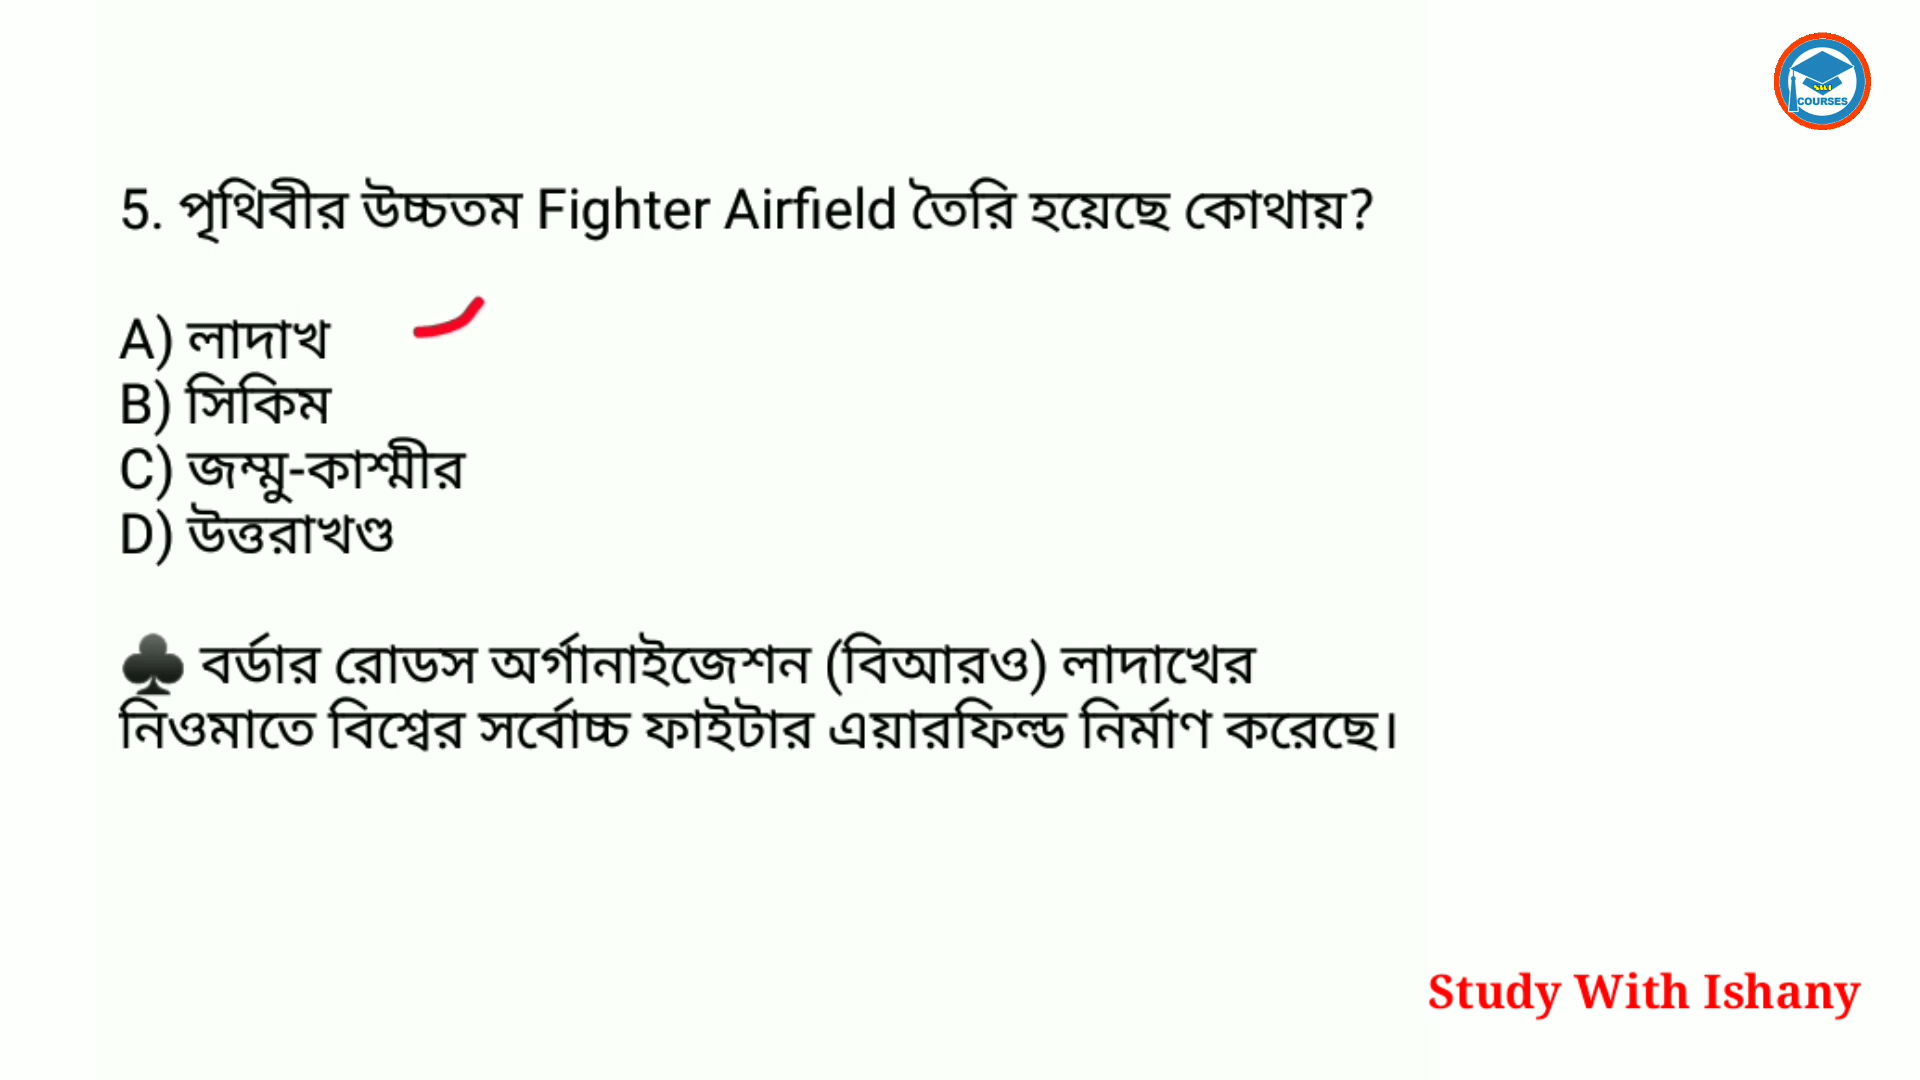 SWI
COURSES
5. পৃথিবীর উচ্চতম Fighter Airfield তৈরি হয়েছে কোথায়?
A) লাদাখ
B) সিকিম
C) জম্মু-কাশ্মীর
D) উত্তরাখণ্ড
♣ বর্ডার রোডস অর্গানাইজেশন (বিআরও) লাদাখের
নিওমাতে বিশ্বের সর্বোচ্চ ফাইটার এয়ারফিল্ড নির্মাণ করেছে।
Study With Ishany